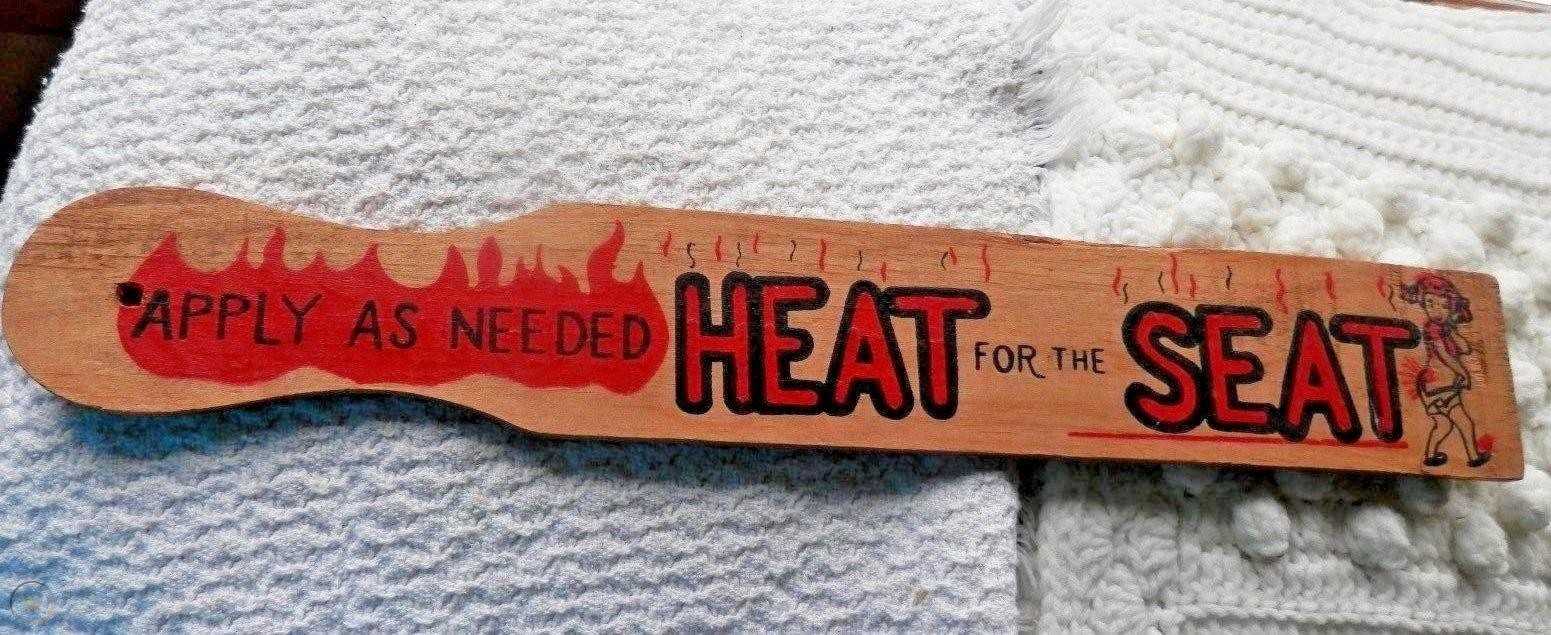 APPLY AS NEEDED HEAT FOR THE SEAT